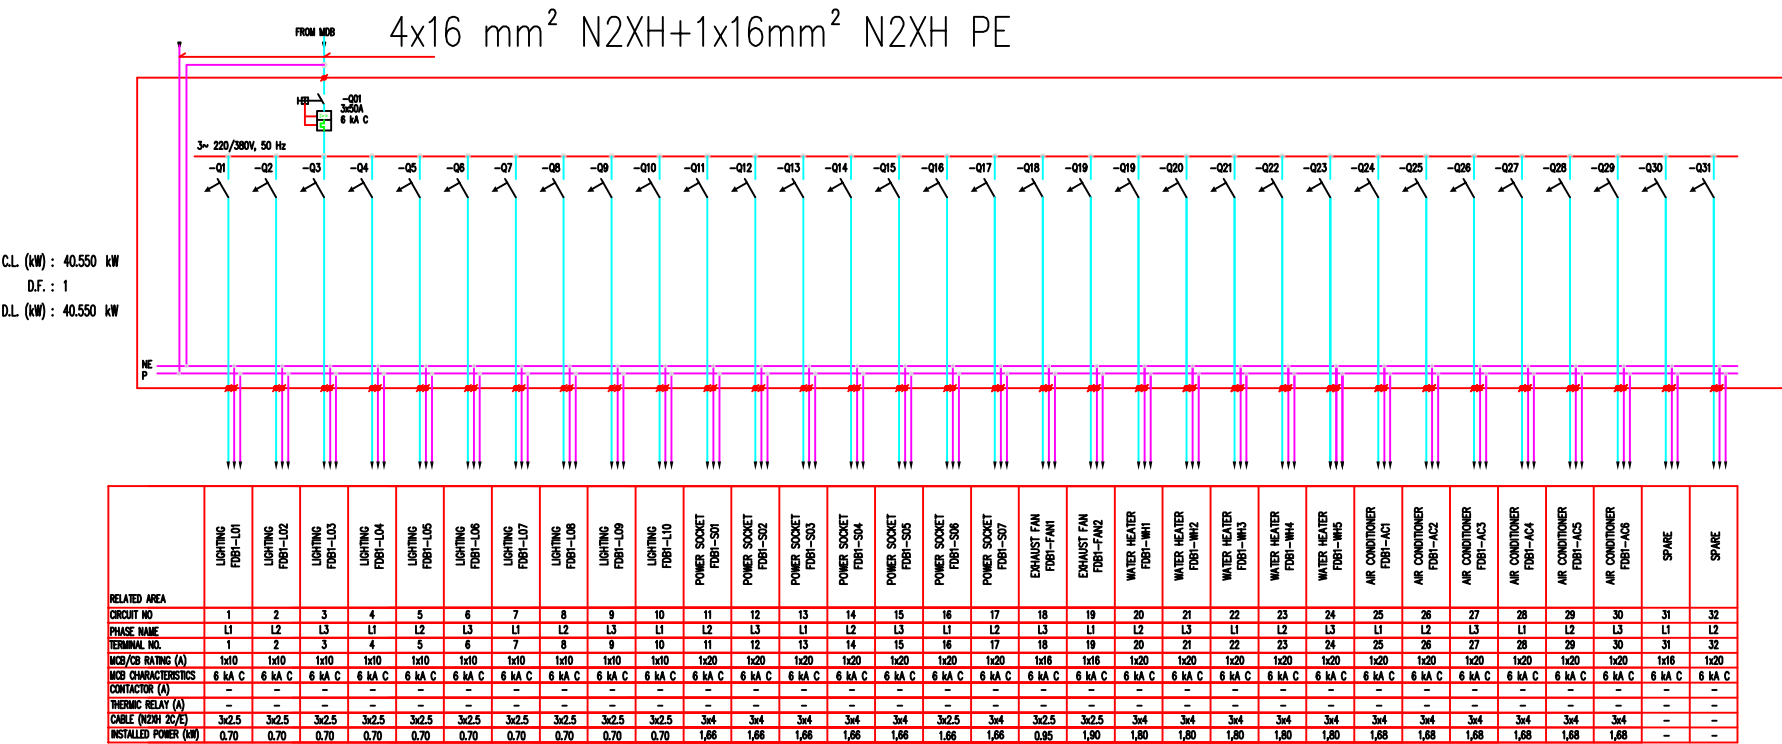 4x16 mm² N2XH+1x16mm² N2XH PE
FROM MDB
-Q01
3x50A
6 kA C
3~ 220/380V, 50 Hz
-Q1 -Q2 -Q3 -Q4 -Q5 -Q6 -Q7 -Q8 -Q9 -Q10 -Q11 -Q12 -Q13 -Q14 -Q15 -Q16 -Q17 -Q18 -Q19 -Q19 -Q20 -Q21 -Q22 -Q23 -Q24 -Q25 -Q26 -Q27 -Q28 -Q29 -Q30 -Q31
C.L. (kW) : 40.550 kW
D.F. : 1
D.L. (kW) : 40.550 kW
NE
P
LIGHTING
FDB1-L01
LIGHTING
FDB1-L02
LIGHTING
FDB1-L03
LIGHTING
FDB1-L04
LIGHTING
FDB1-L05
LIGHTING
FDB1-L06
LIGHTING
FDB1-L07
LIGHTING
FDB1-L08
LIGHTING
FDB1-L09
LIGHTING
FDB1-L10
POWER SOCKET
FDB1-S01
POWER SOCKET
FDB1-S02
POWER SOCKET
FDB1-S03
POWER SOCKET
FDB1-S04
POWER SOCKET
FDB1-S05
POWER SOCKET
FDB1-S06
POWER SOCKET
FDB1-S07
EXHAUST FAN
FDB1-FAN1
EXHAUST FAN
FDB1-FAN2
WATER HEATER
FDB1-WH1
WATER HEATER
FDB1-WH2
WATER HEATER
FDB1-WH3
WATER HEATER
FDB1-WH4
WATER HEATER
FDB1-WH5
AIR CONDITIONER
FDB1-AC1
AIR CONDITIONER
FDB1-AC2
AIR CONDITIONER
FDB1-AC3
AIR CONDITIONER
FDB1-AC4
AIR CONDITIONER
FDB1-AC5
AIR CONDITIONER
FDB1-AC6
SPARE
SPARE
RELATED AREA
CIRCUIT NO 1 2 3 4 5 6 7 8 9 10 11 12 13 14 15 16 17 18 19 20 21 22 23 24 25 26 27 28 29 30 31 32
PHASE NAME L1 L2 L3 L1 L2 L3 L1 L2 L3 L1 L2 L3 L1 L2 L3 L1 L2 L3 L1 L2 L3 L1 L2 L3 L1 L2 L3 L1 L2 L3 L1 L2
TERMINAL NO. 1 2 3 4 5 6 7 8 9 10 11 12 13 14 15 16 17 18 19 20 21 22 23 24 25 26 27 28 29 30 31 32
MCB/CB RATING (A) 1x10 1x10 1x10 1x10 1x10 1x10 1x10 1x10 1x10 1x10 1x20 1x20 1x20 1x20 1x20 1x20 1x20 1x16 1x16 1x20 1x20 1x20 1x20 1x20 1x20 1x20 1x20 1x20 1x20 1x20 1x16 1x20
MCB CHARACTERISTICS 6 kA C 6 kA C 6 kA C 6 kA C 6 kA C 6 kA C 6 kA C 6 kA C 6 kA C 6 kA C 6 kA C 6 kA C 6 kA C 6 kA C 6 kA C 6 kA C 6 kA C 6 kA C 6 kA C 6 kA C 6 kA C 6 kA C 6 kA C 6 kA C 6 kA C 6 kA C 6 kA C 6 kA C 6 kA C 6 kA C 6 kA C 6 kA C
CONTACTOR (A) - - - - - - - - - - - - - - - - - - - - - - - - - - - - - - - -
THERMIC RELAY (A) - - - - - - - - - - - - - - - - - - - - - - - - - - - - - - - -
CABLE (N2XH 2C/E) 3x2.5 3x2.5 3x2.5 3x2.5 3x2.5 3x2.5 3x2.5 3x2.5 3x2.5 3x2.5 3x4 3x4 3x4 3x4 3x4 3x2.5 3x4 3x2.5 3x2.5 3x4 3x4 3x4 3x4 3x4 3x4 3x4 3x4 3x4 3x4 3x4 - -
INSTALLED POWER (kW) 0.70 0.70 0.70 0.70 0.70 0.70 0.70 0.70 0.70 0.70 1,66 1,66 1,66 1,66 1,66 1.66 1,66 0.95 1,90 1,80 1,80 1,80 1,80 1,80 1,68 1,68 1,68 1,68 1,68 1,68 - -